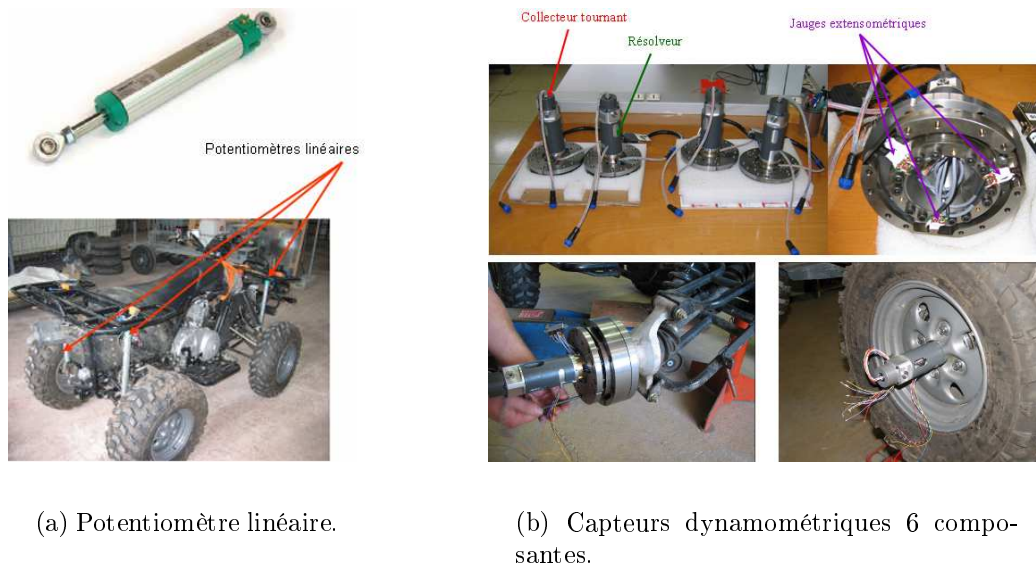 Collecteur tournant
Résolveur
Jauges extensométriques
Potentiomètres linéaires
(a) Potentiomètre linéaire.
(b) Capteurs dynamométriques 6 compo-
santes.